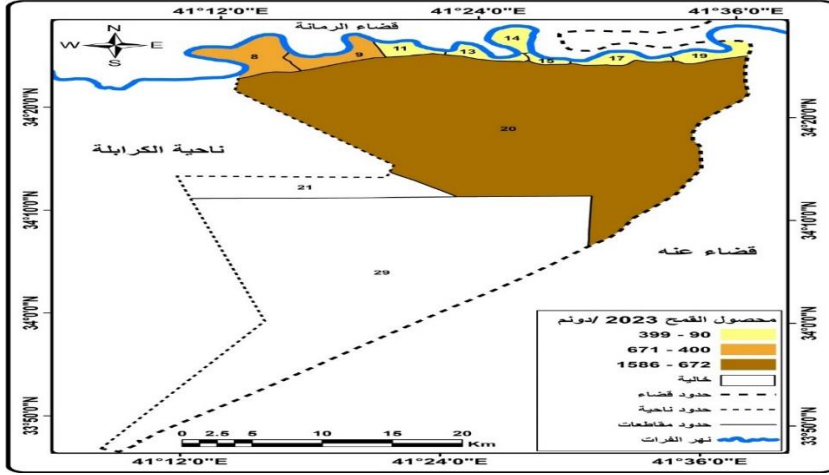 41°12'0"E 41°24'0"E 41°36'0"E
قضاء الرمانة
N
W E
S
8 9 11 13 14 15 17 19
34°20'0"N
34°20'0"N
20
ناحية الكرابلة
21
34°10'0"N
34°10'0"N
قضاء عنه
29
34°0'0"N
34°0'0"N
محصول القمح 2023 /دونم
399 - 90
671 - 400
1586 - 672
خالية
حدود قضاء
حدود ناحية
حدود مقاطعات
نهر الفرات
33°50'0"N
33°50'0"N
0 2.5 5 10 15 20
Km
41°12'0"E 41°24'0"E 41°36'0"E